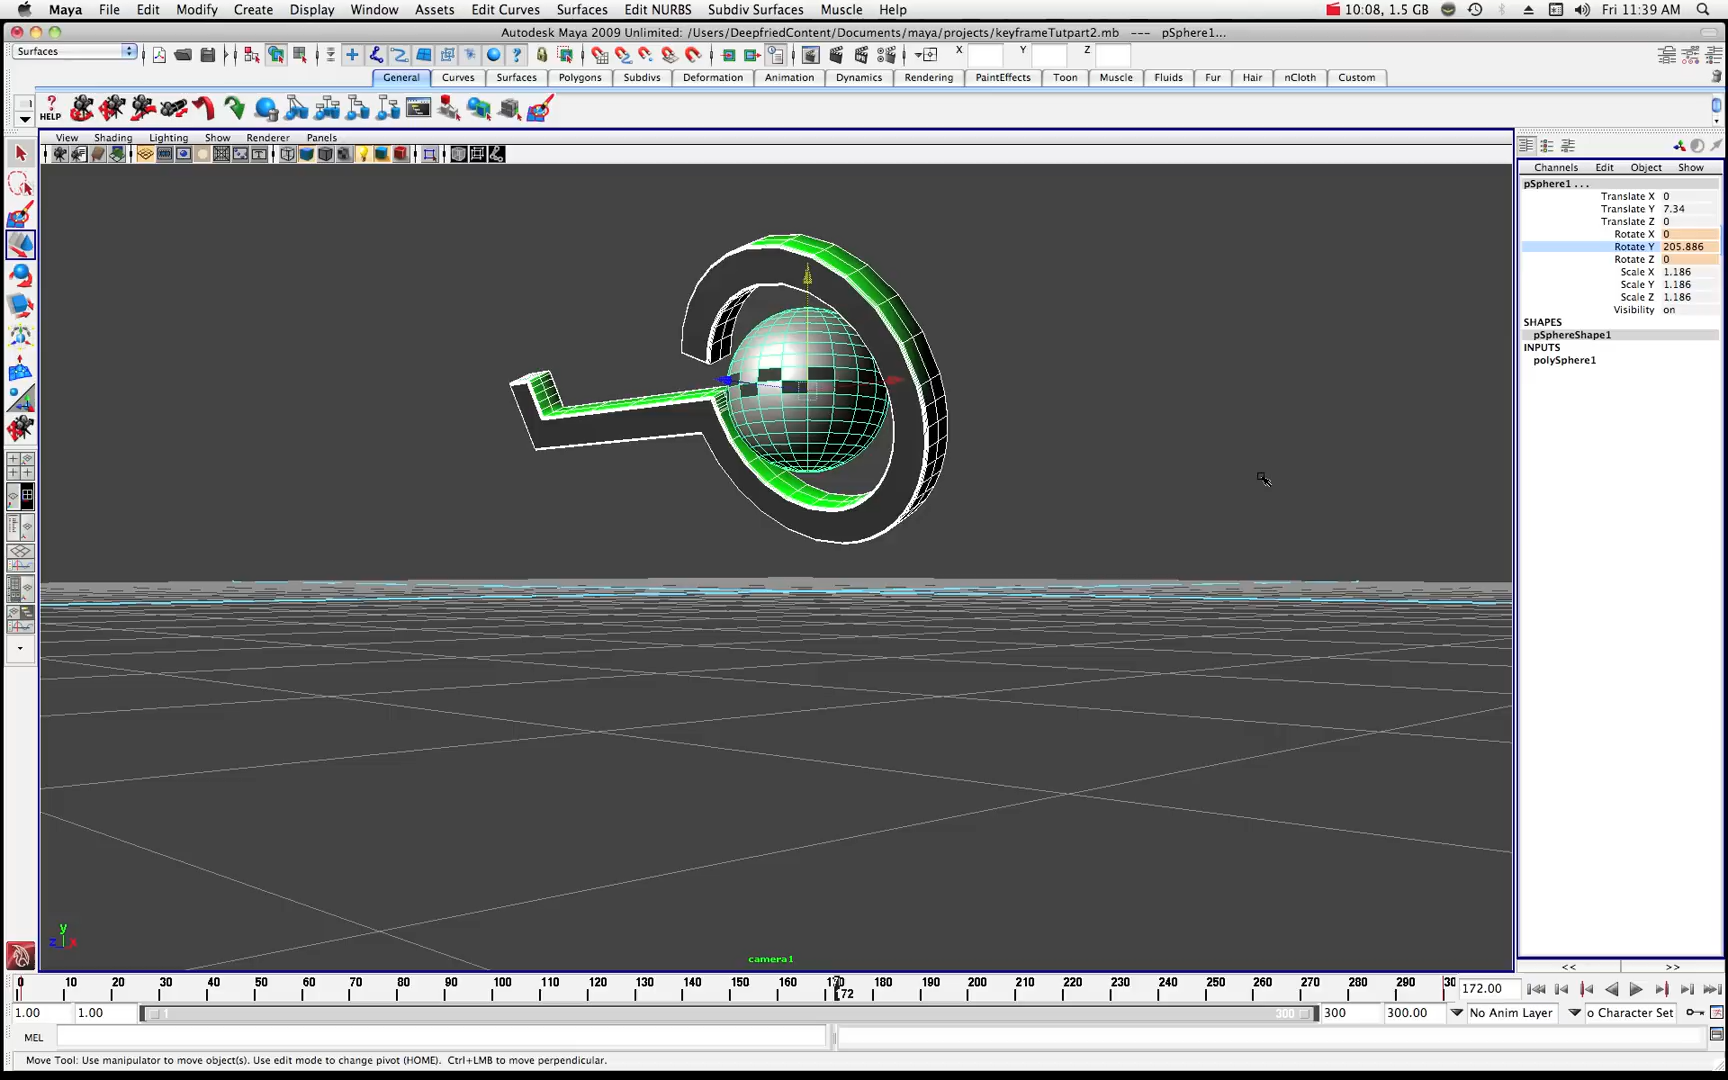 Maya File Edit Modify Create Display Window Assets Edit Curves Surfaces Edit NURBS Subdiv Surfaces Muscle Help 10:08, 1.5 GB Fri 11:39 AM
Autodesk Maya 2009 Unlimited: /Users/DeepfriedContent/Documents/maya/projects/keyframeTutpart2.mb --- pSphere1...
Surfaces X Y Z
General Curves Surfaces Polygons Subdivs Deformation Animation Dynamics Rendering PaintEffects Toon Muscle Fluids Fur Hair nCloth Custom
HELP
View Shading Lighting Show Renderer Panels
Channels Edit Object Show
pSphere1 ...
Translate X 0
Translate Y 7.34
Translate Z 0
Rotate X 0
Rotate Y 205.886
Rotate Z 0
Scale X 1.186
Scale Y 1.186
Scale Z 1.186
Visibility on
SHAPES
pSphereShape1
INPUTS
polySphere1
y
z x
camera1
<< >>
0 10 20 30 40 50 60 70 80 90 100 110 120 130 140 150 160 170 180 190 200 210 220 230 240 250 260 270 280 290 30 172.00
172
1.00 1.00 1 300 300 300.00 No Anim Layer o Character Set
MEL
Move Tool: Use manipulator to move object(s). Use edit mode to change pivot (HOME). Ctrl+LMB to move perpendicular.